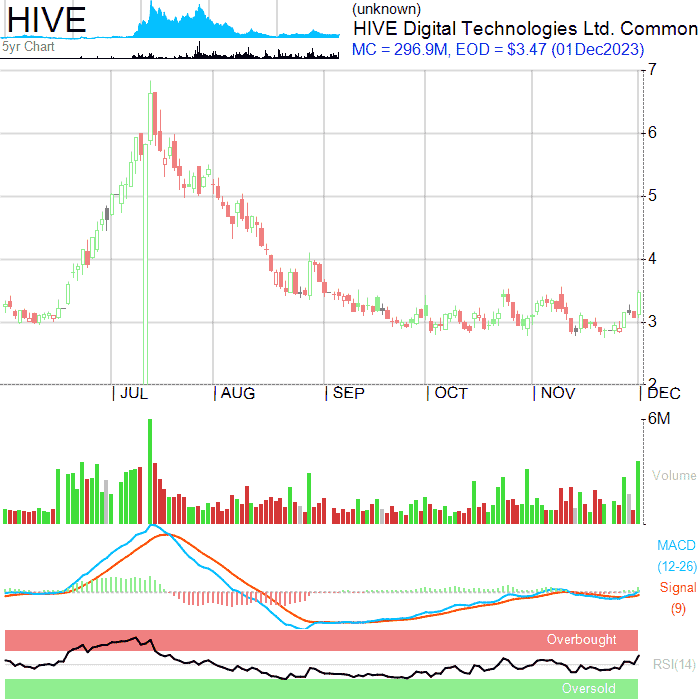 HIVE
5yr Chart
(unknown)
HIVE Digital Technologies Ltd. Common
MC = 296.9M, EOD = $3.47 (01Dec2023)
7
6
5
4
3
2
JUL AUG SEP OCT NOV DEC
6M
Volume
MACD
(12-26)
Signal
(9)
Overbought
RSI(14)
Oversold